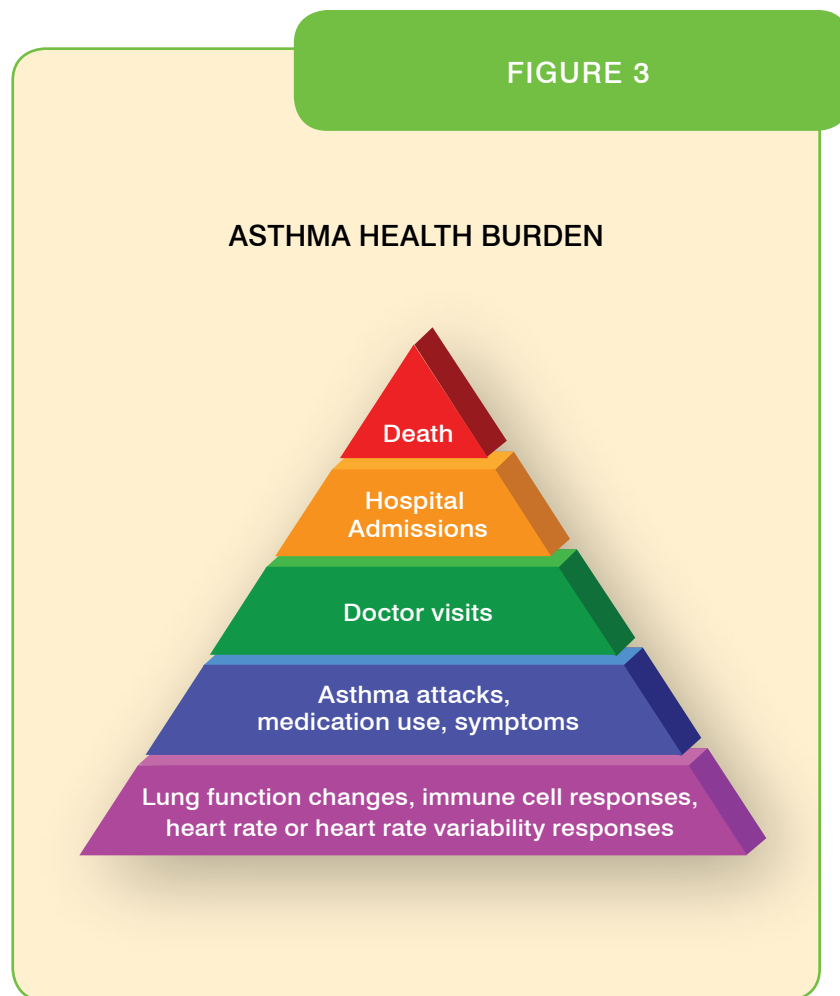 FIGURE 3
ASTHMA HEALTH BURDEN
Death
Hospital
Admissions
Doctor visits
Asthma attacks,
medication use, symptoms
Lung function changes, immune cell responses,
heart rate or heart rate variability responses